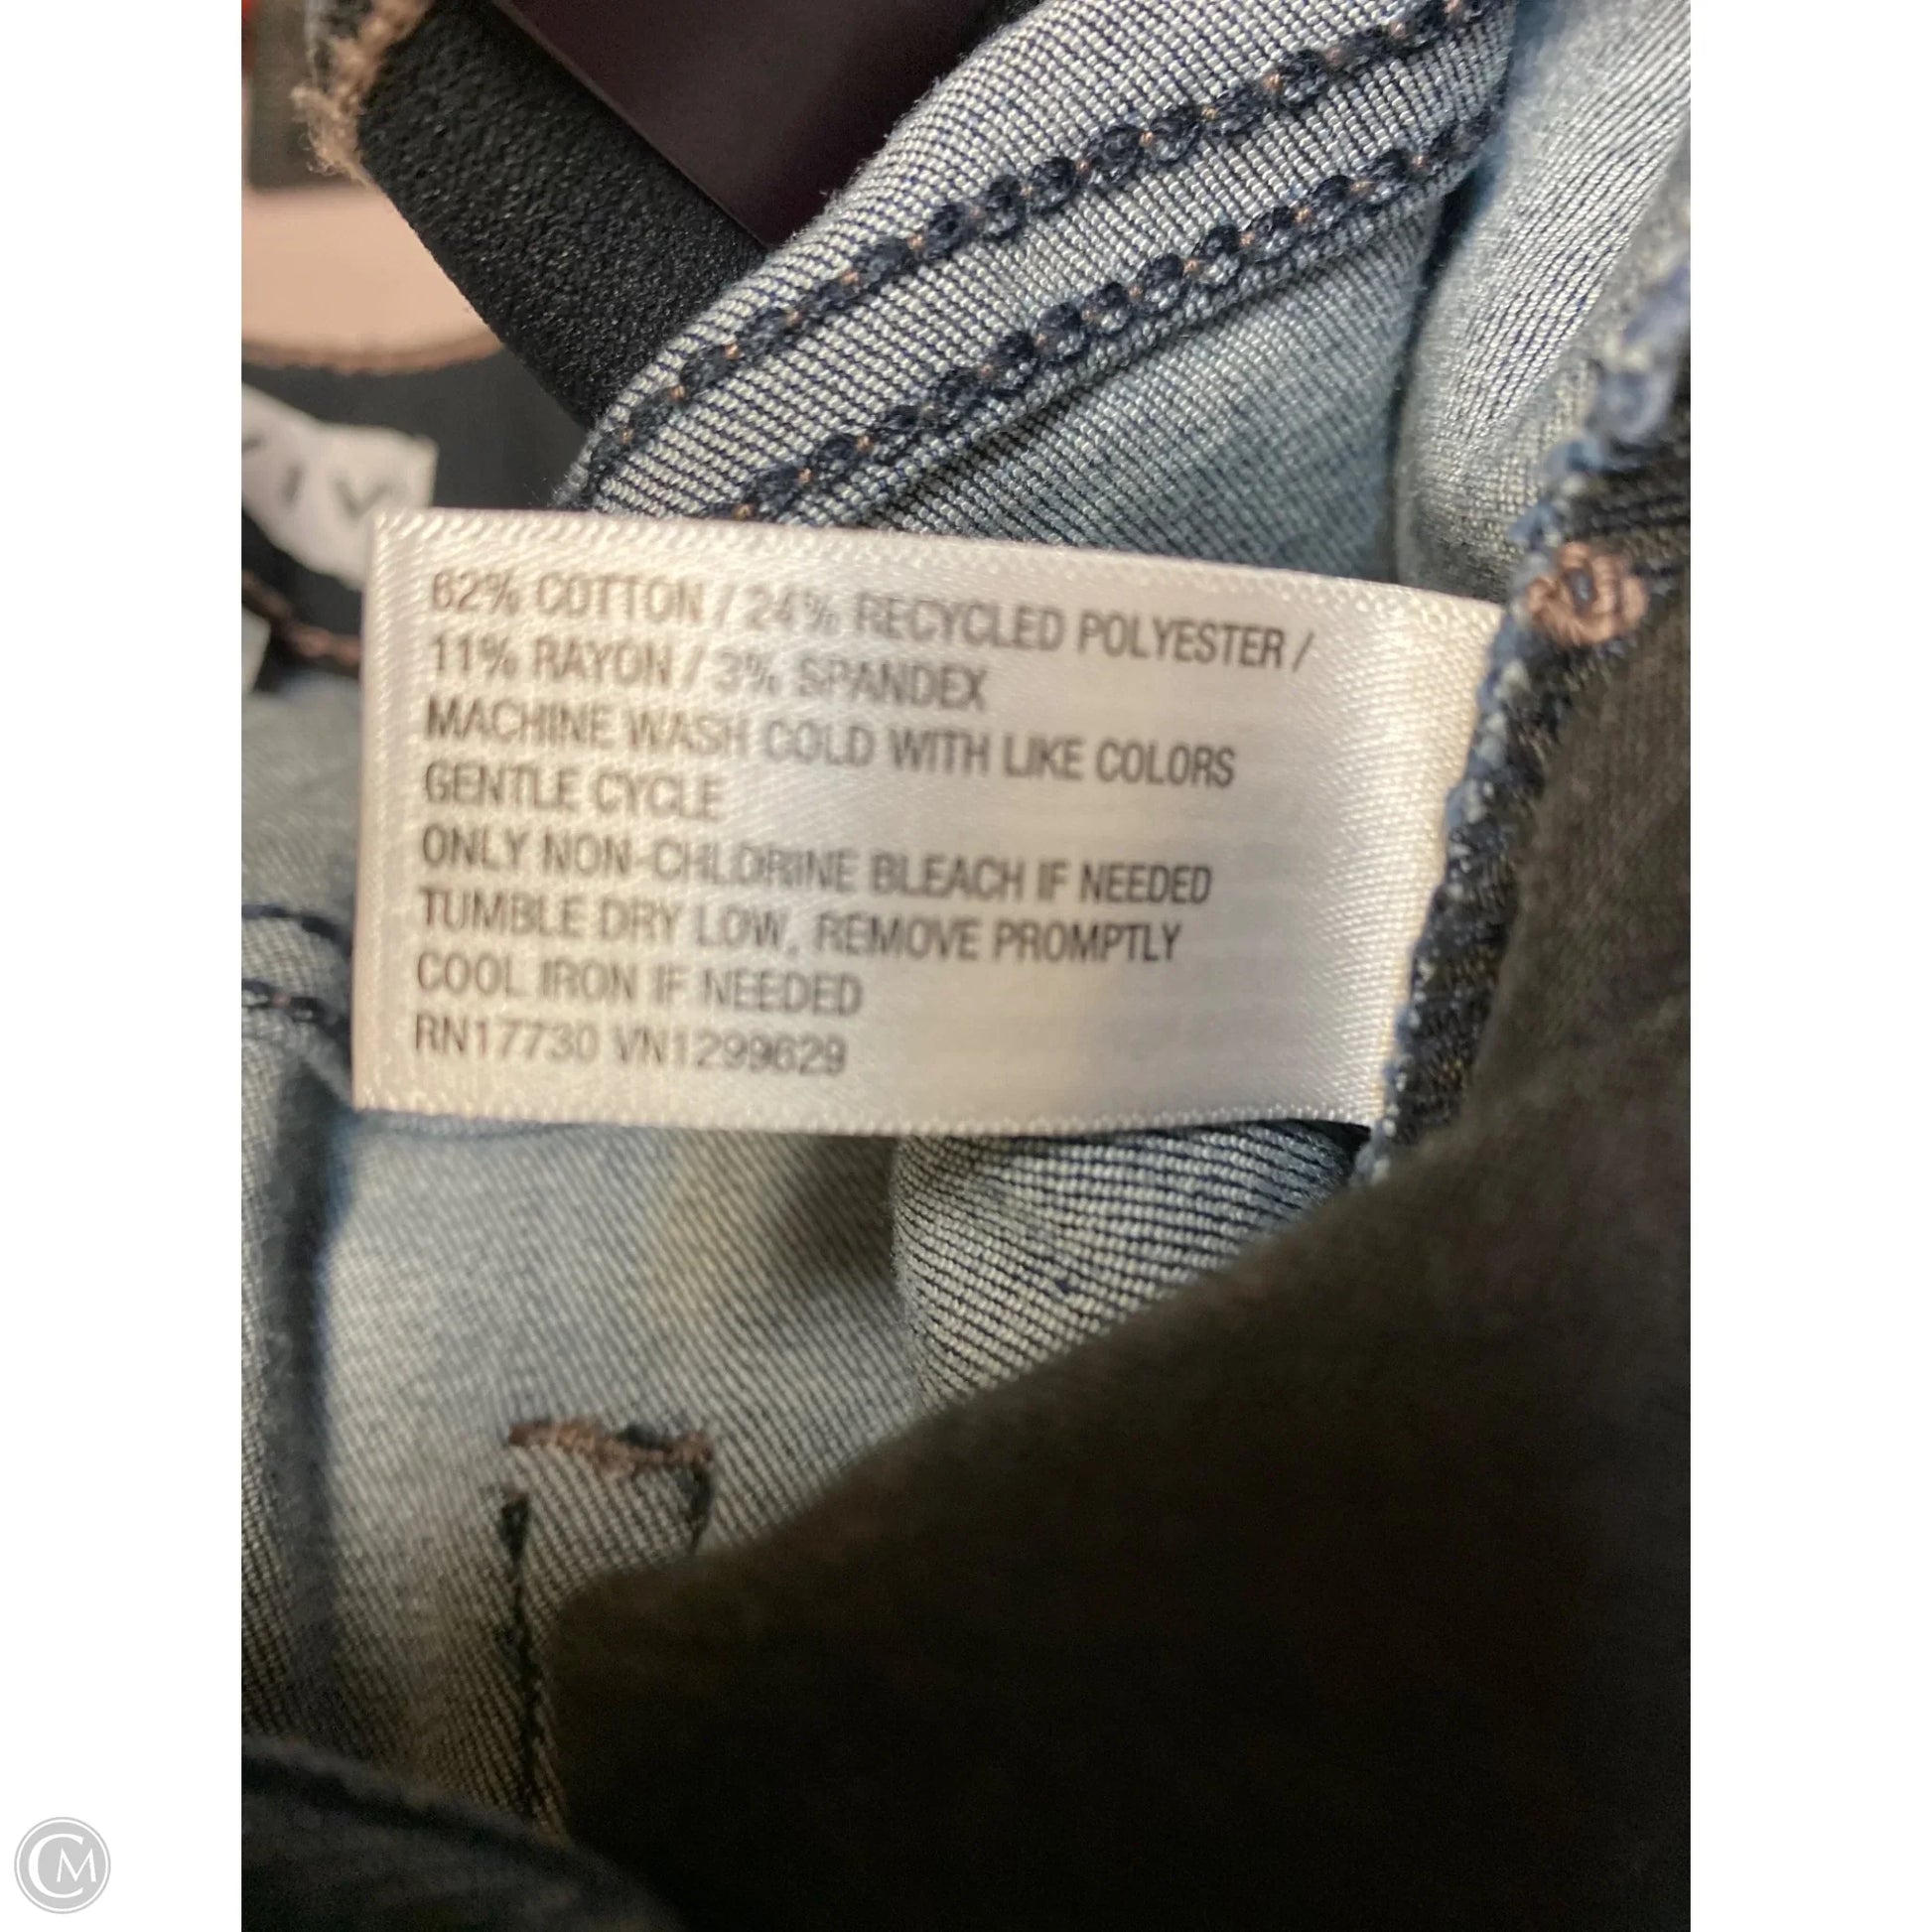 62% COTTON / 24% RECYCLED POLYESTER /
11% RAYON / 3% SPANDEX
MACHINE WASH COLD WITH LIKE COLORS
GENTLE CYCLE
ONLY NON-CHLORINE BLEACH IF NEEDED
TUMBLE DRY LOW, REMOVE PROMPTLY
COOL IRON IF NEEDED
RN17730 VN1299629
CM